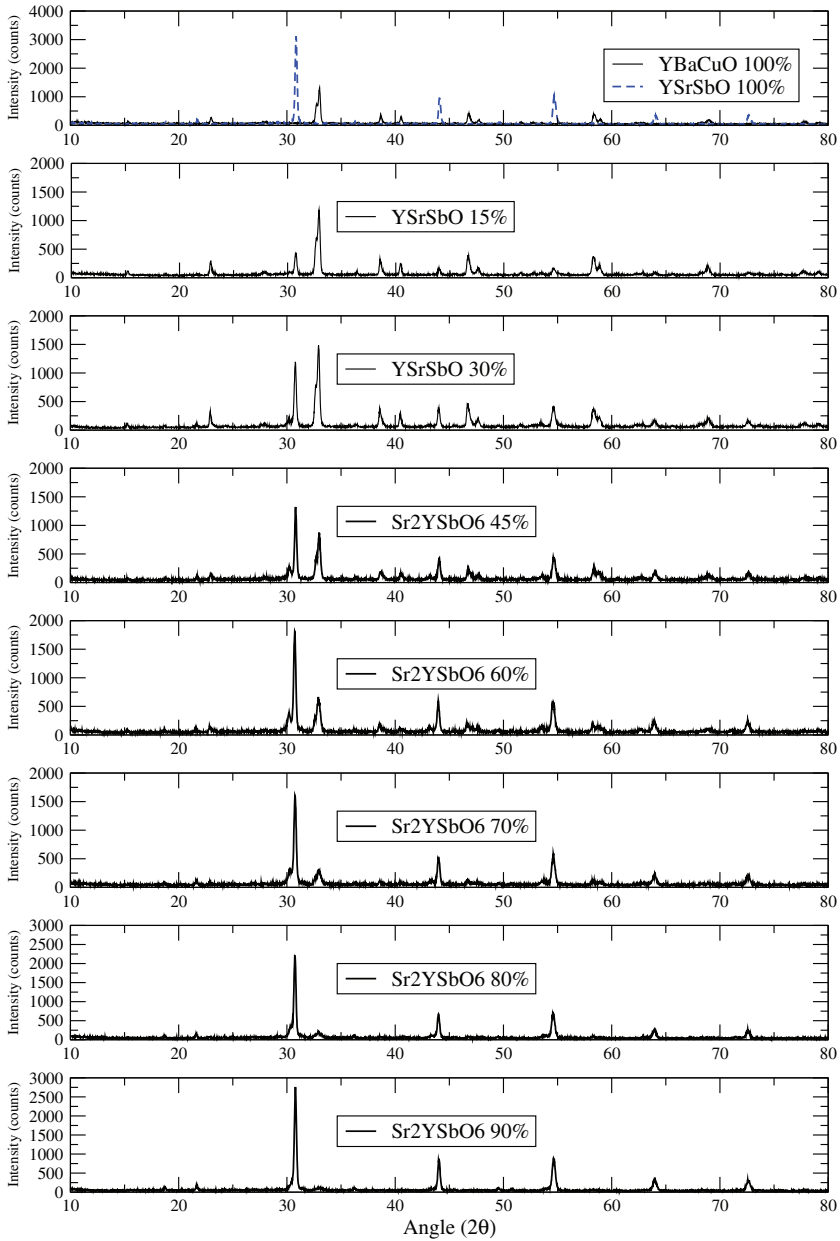 4000
3000
2000
1000
0
Intensity (counts)
YBaCuO 100%
YSrSbO 100%
10 20 30 40 50 60 70 80
2000
1500
1000
500
0
Intensity (counts)
YSrSbO 15%
10 20 30 40 50 60 70 80
2000
1500
1000
500
0
Intensity (counts)
YSrSbO 30%
10 20 30 40 50 60 70 80
2000
1500
1000
500
0
Intensity (counts)
Sr2YSbO6 45%
10 20 30 40 50 60 70 80
2000
1500
1000
500
0
Intensity (counts)
Sr2YSbO6 60%
10 20 30 40 50 60 70 80
2000
1500
1000
500
0
Intensity (counts)
Sr2YSbO6 70%
10 20 30 40 50 60 70 80
3000
2500
2000
1500
1000
500
0
Intensity (counts)
Sr2YSbO6 80%
10 20 30 40 50 60 70 80
3000
2500
2000
1500
1000
500
0
Intensity (counts)
Sr2YSbO6 90%
10 20 30 40 50 60 70 80
Angle (2θ)